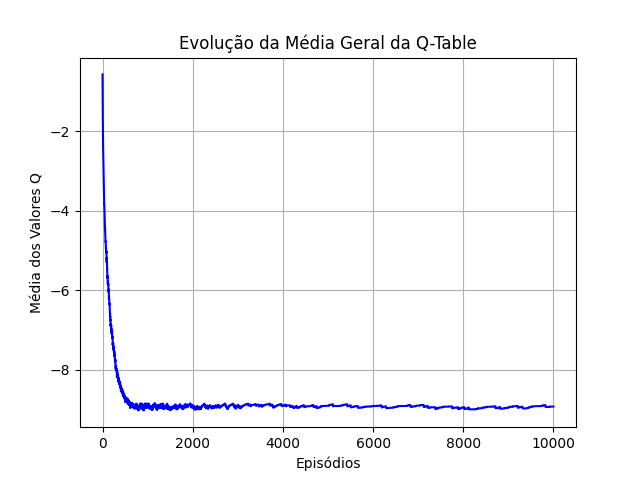 Evolução da Média Geral da Q-Table
Média dos Valores Q
−2
−4
−6
−8
0 2000 4000 6000 8000 10000
Episódios